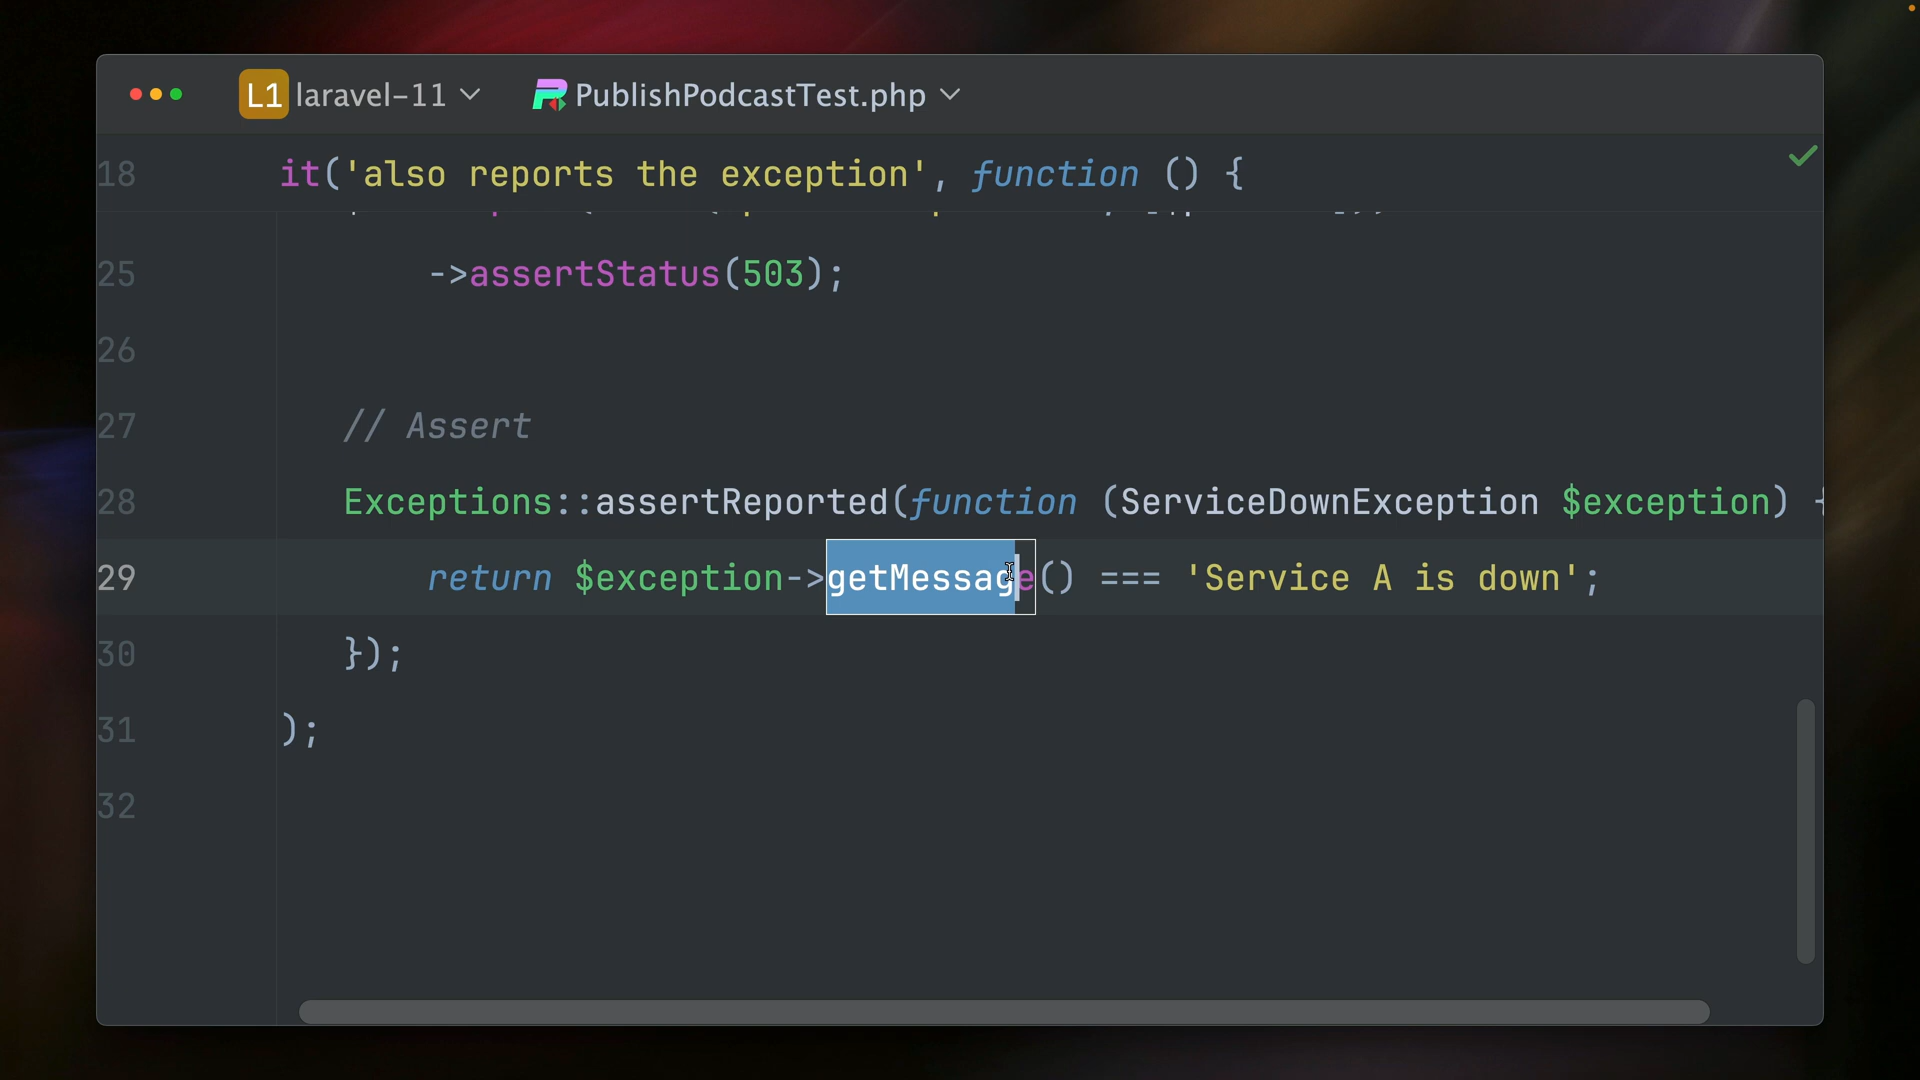 L1 laravel-11 PublishPodcastTest.php
18 it('also reports the exception', function () {
25 ->assertStatus(503);
26
27 // Assert
28 Exceptions::assertReported(function (ServiceDownException $exception) {
29 return $exception->getMessage() === 'Service A is down';
30 });
31 );
32